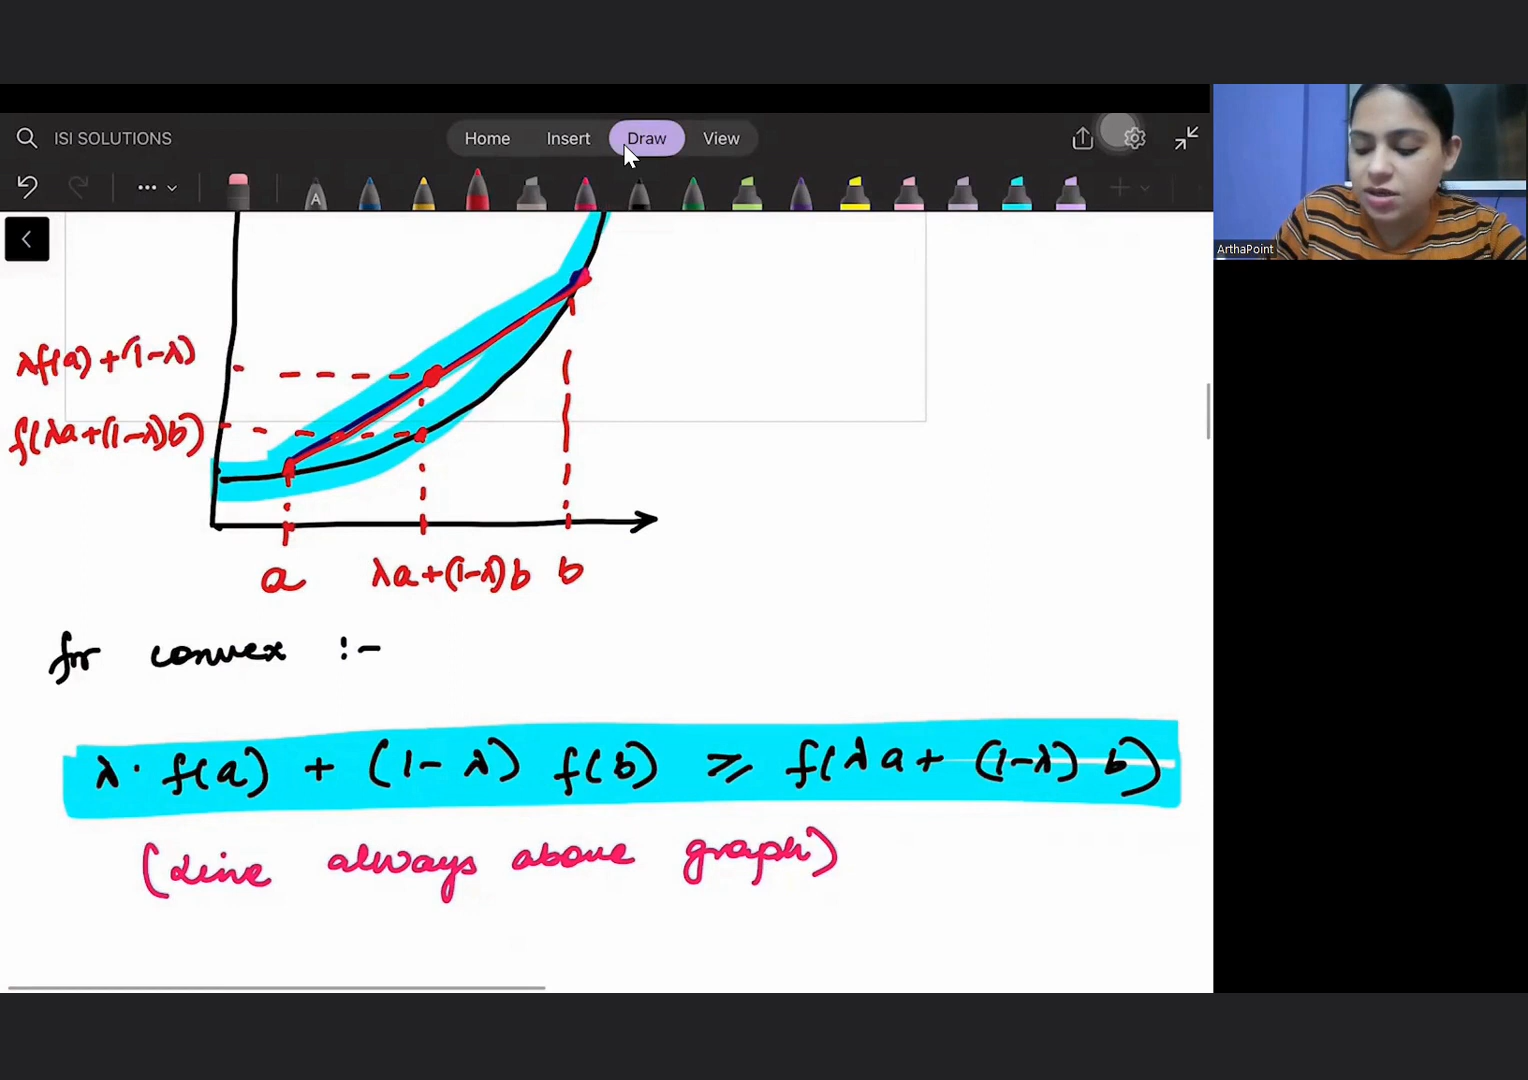 ISI SOLUTIONS
Home Insert Draw View
A
ArthaPoint
λf(a)+(1-λ)
f(λa+(1-λ)b)
a λa+(1-λ)b b
for convex :-
λ· f(a) + (1-λ) f(b) ⩾ f(λa+ (1-λ) b)
(Line always above graph)